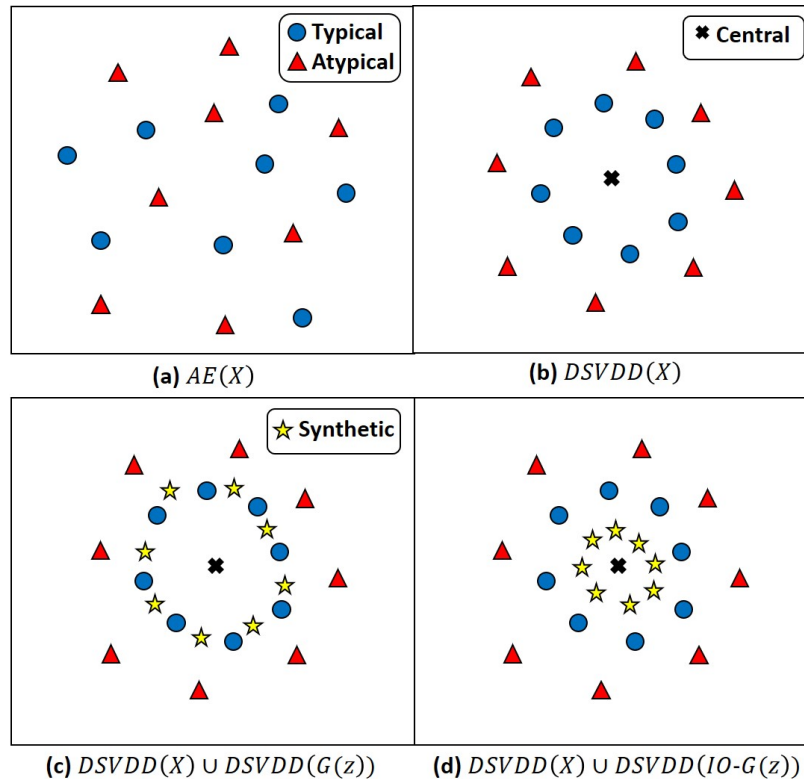 Typical
Atypical
Central
(a) AE(X)
(b) DSVDD(X)
Synthetic
(c) DSVDD(X) ∪ DSVDD(G(z))
(d) DSVDD(X) ∪ DSVDD(IO-G(z))